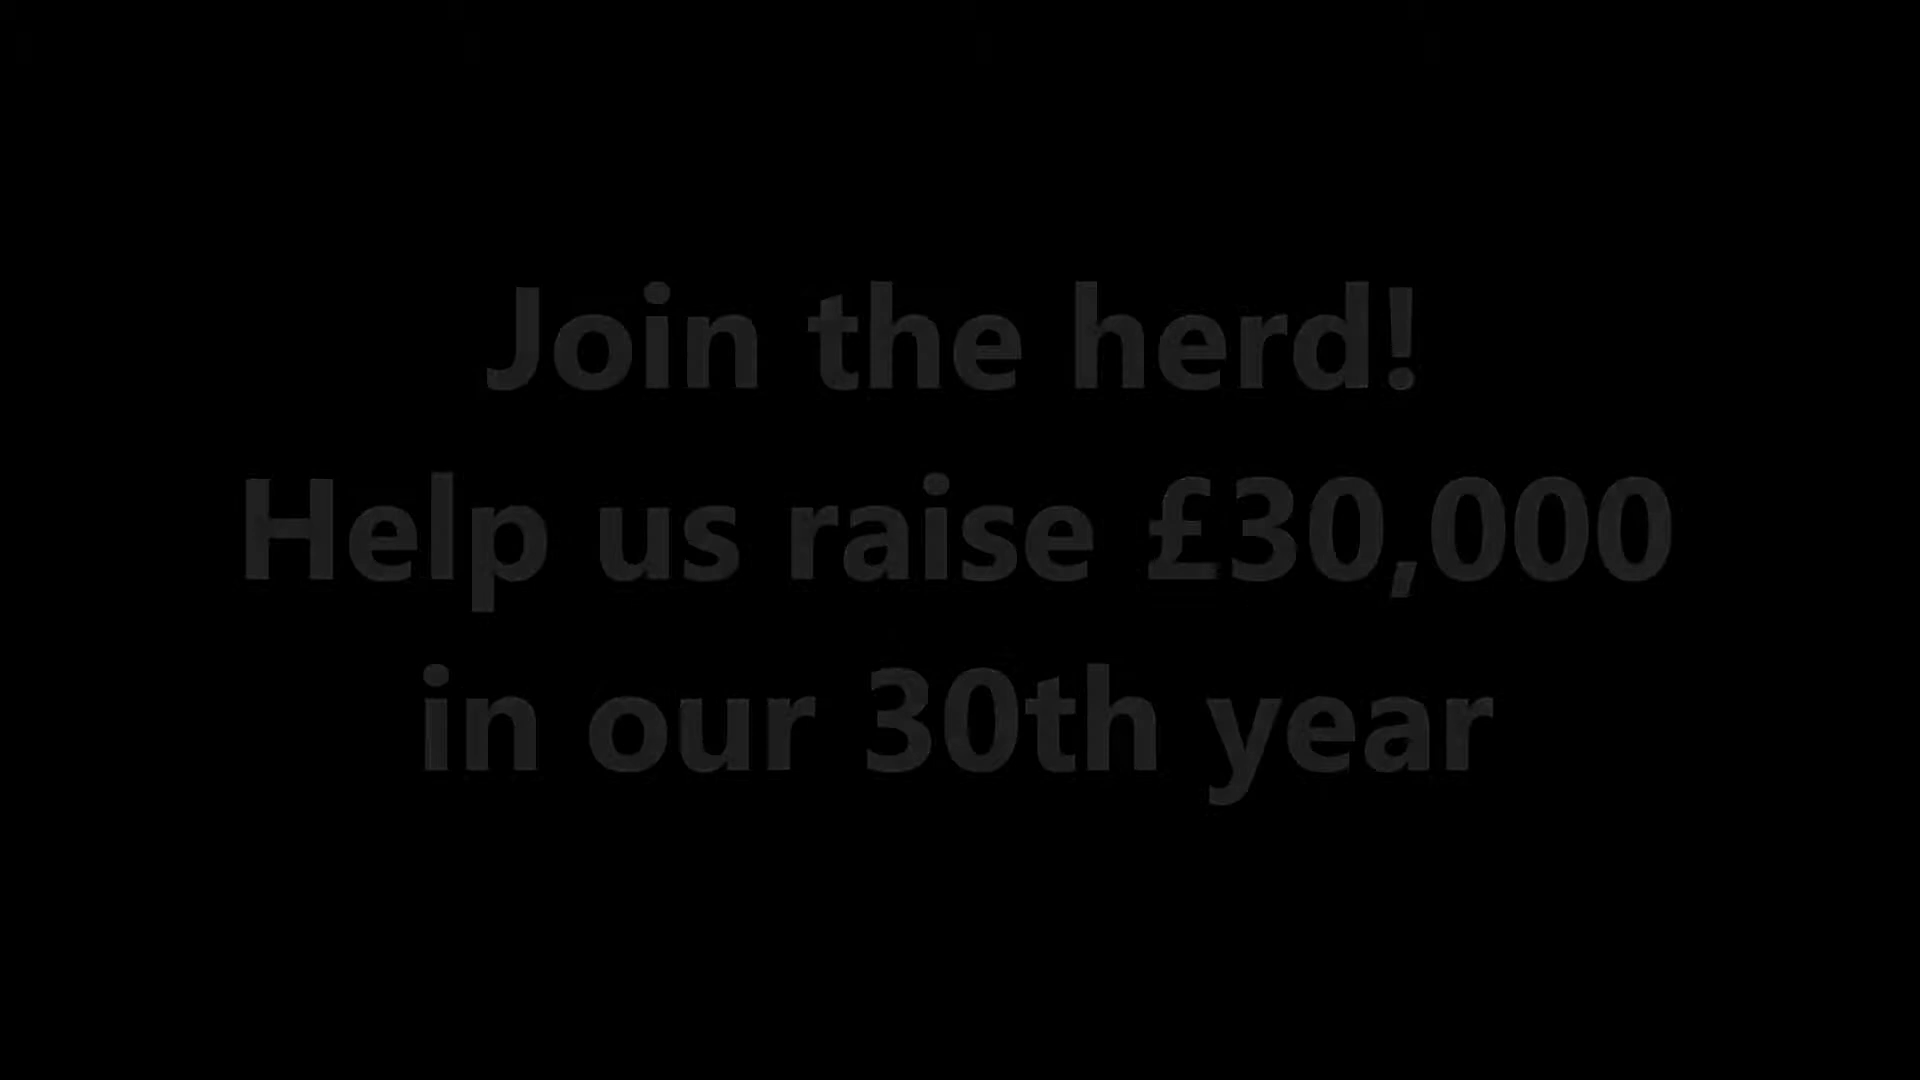 Join the herd!
Help us raise £30,000
in our 30th year